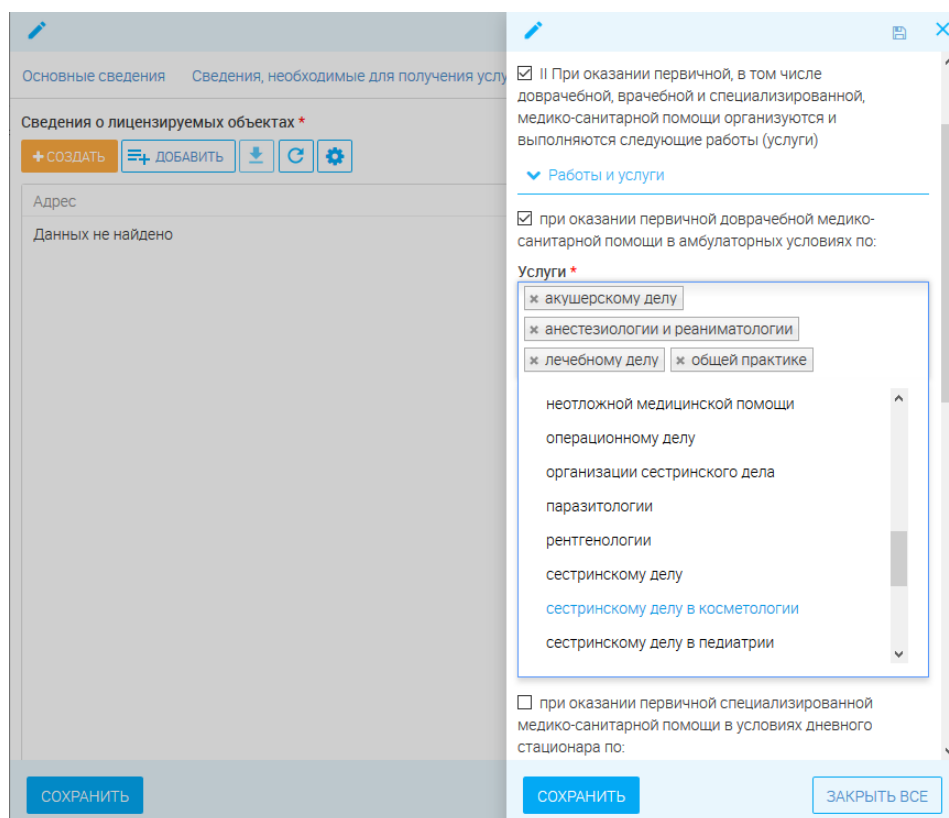 Основные сведения Сведения, необходимые для получения услу
Сведения о лицензируемых объектах *
+ СОЗДАТЬ ДОБАВИТЬ
Адрес
Данных не найдено
СОХРАНИТЬ
II При оказании первичной, в том числе
доврачебной, врачебной и специализированной,
медико-санитарной помощи организуются и
выполняются следующие работы (услуги)
Работы и услуги
при оказании первичной доврачебной медико-
санитарной помощи в амбулаторных условиях по:
Услуги *
× акушерскому делу
× анестезиологии и реаниматологии
× лечебному делу × общей практике
неотложной медицинской помощи
операционному делу
организации сестринского дела
паразитологии
рентгенологии
сестринскому делу
сестринскому делу в косметологии
сестринскому делу в педиатрии
при оказании первичной специализированной
медико-санитарной помощи в условиях дневного
стационара по:
СОХРАНИТЬ ЗАКРЫТЬ ВСЕ